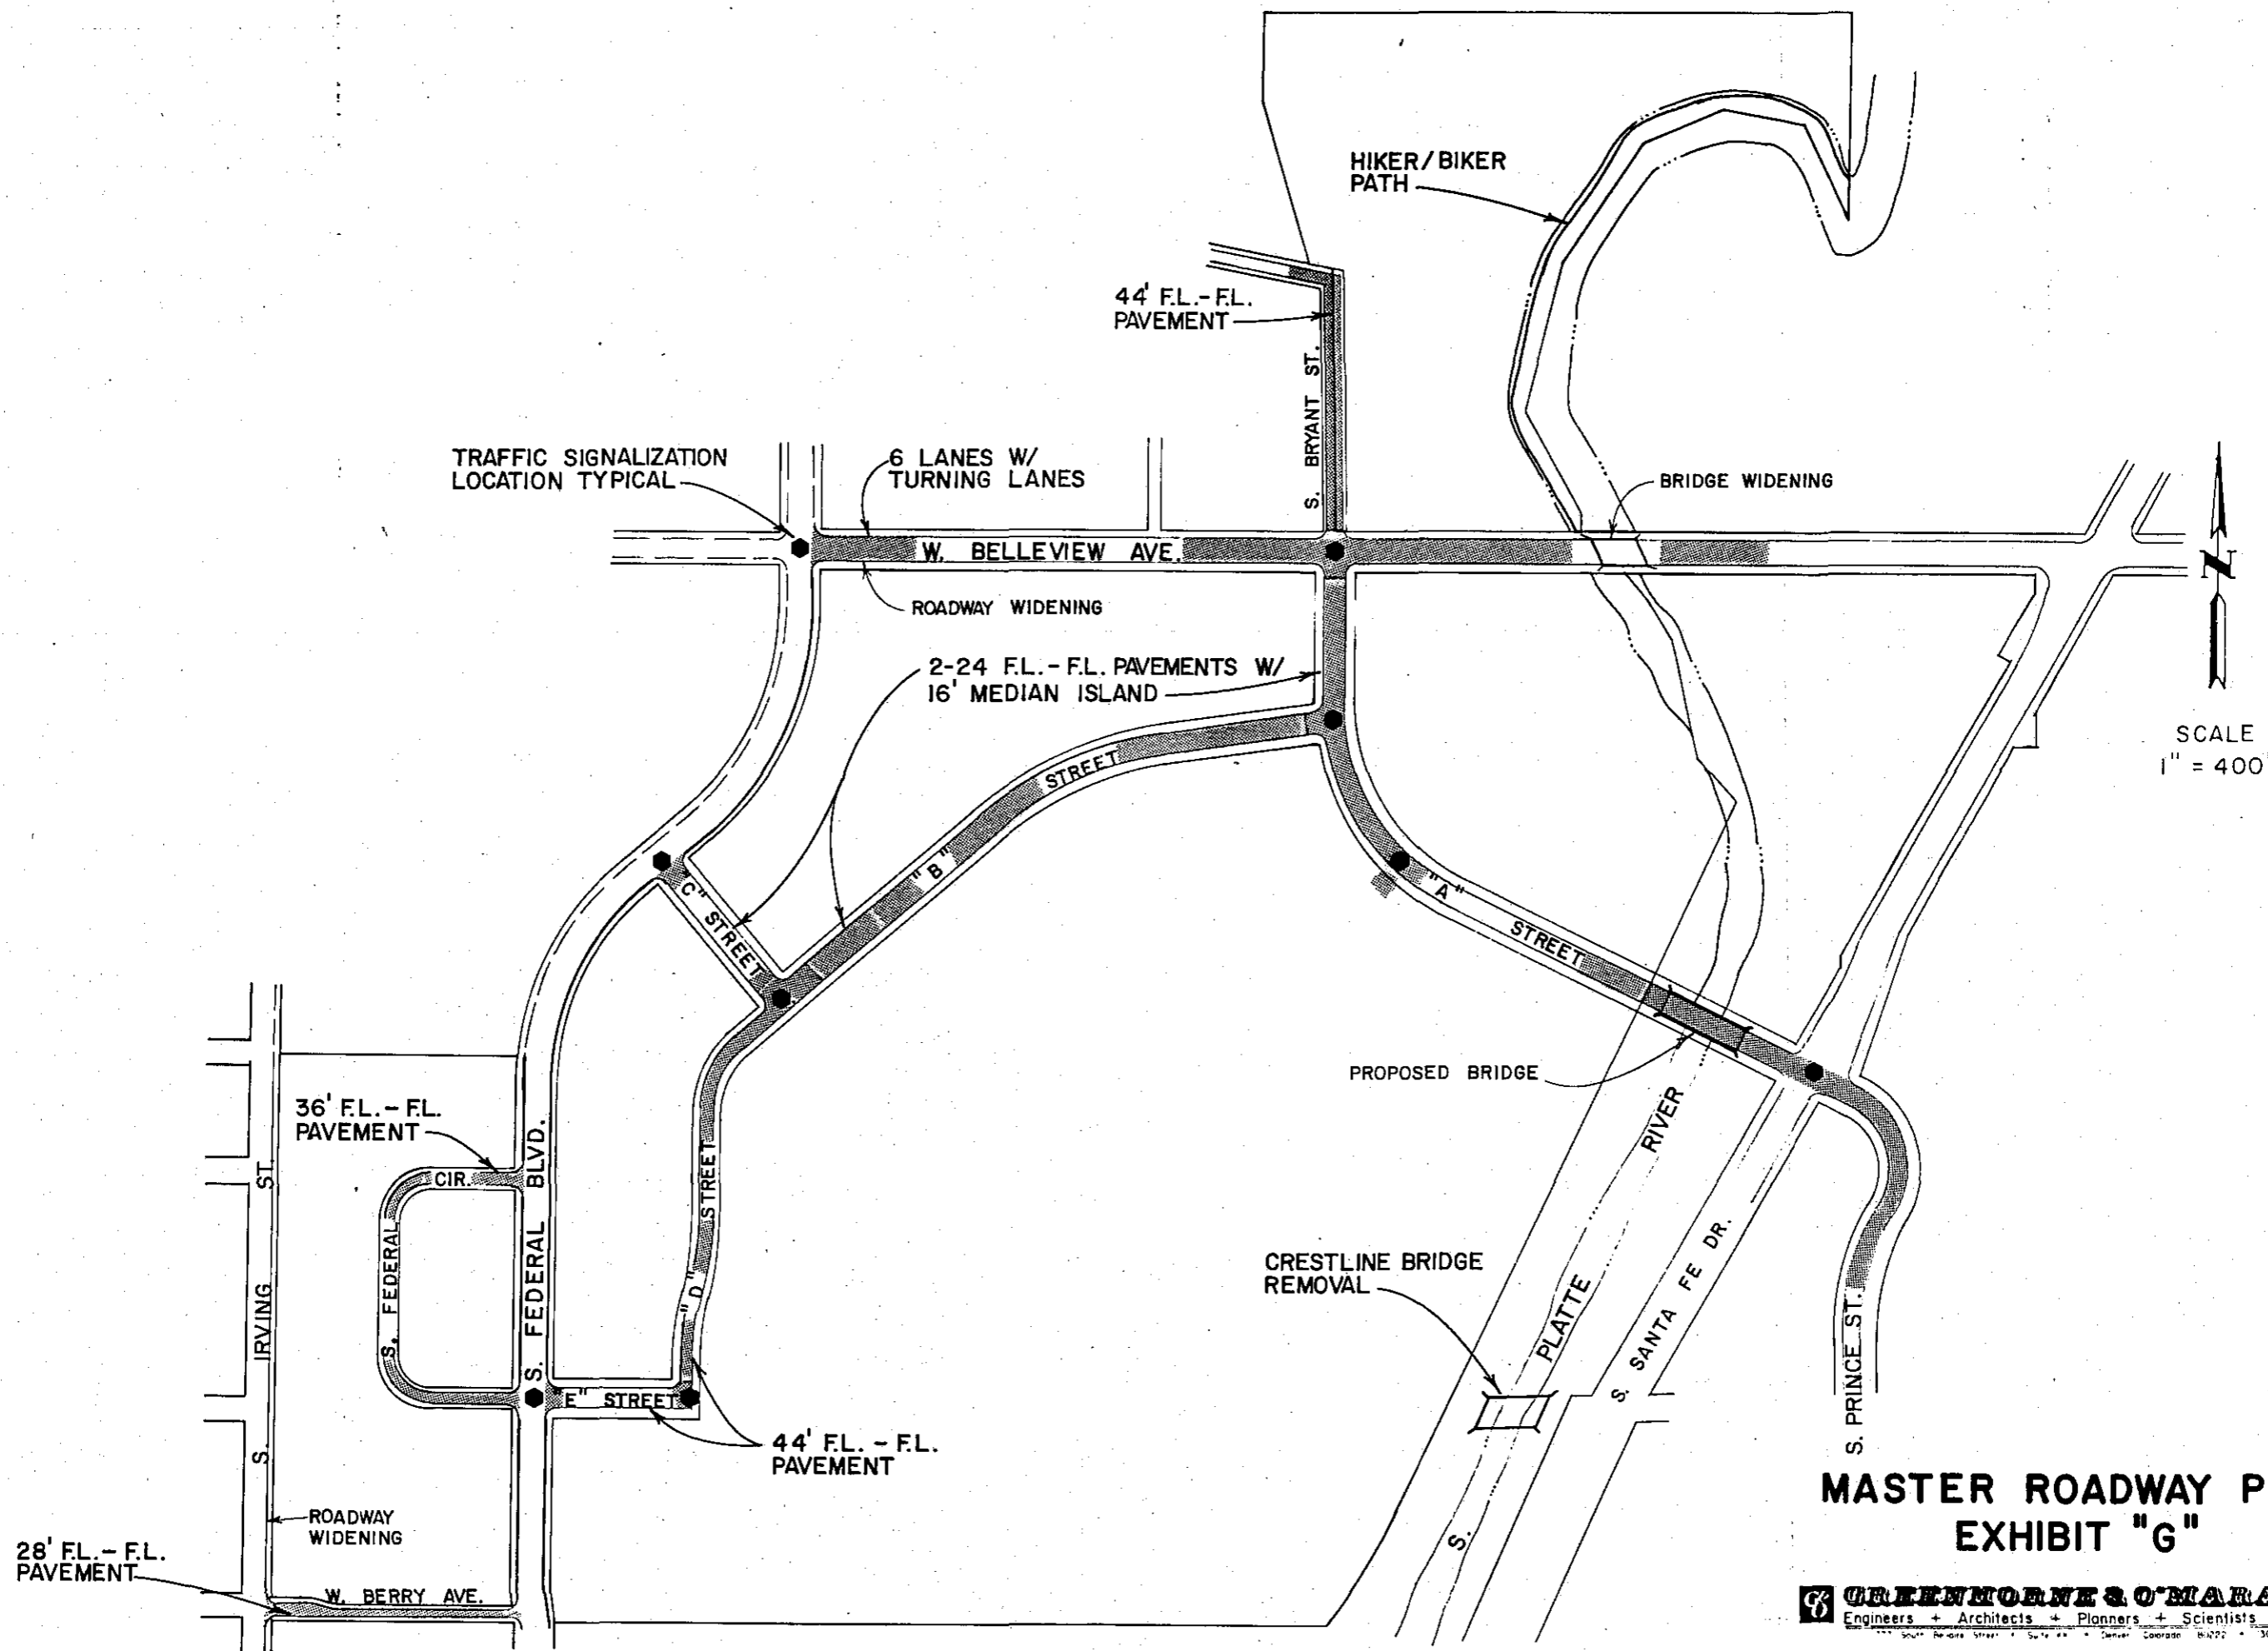 HIKER/BIKER
PATH
44' F.L.-F.L.
PAVEMENT
S. BRYANT ST.
TRAFFIC SIGNALIZATION
LOCATION TYPICAL
6 LANES W/
TURNING LANES
BRIDGE WIDENING
W. BELLEVIEW AVE.
N
ROADWAY WIDENING
2-24 F.L.-F.L. PAVEMENTS W/
16' MEDIAN ISLAND
SCALE
1" = 400'
"B" STREET
"C" STREET
"A" STREET
PROPOSED BRIDGE
36' F.L.-F.L.
PAVEMENT
CIR.
S. FEDERAL
S. FEDERAL BLVD.
S. IRVING ST.
"D" STREET
"E" STREET
44' F.L.-F.L.
PAVEMENT
CRESTLINE BRIDGE
REMOVAL
S. PLATTE RIVER
S. SANTA FE DR.
S. PRINCE ST.
ROADWAY
WIDENING
28' F.L.-F.L.
PAVEMENT
W. BERRY AVE.
MASTER ROADWAY P
EXHIBIT "G"
GREENHORNE & O'MARA
Engineers + Architects + Planners + Scientists